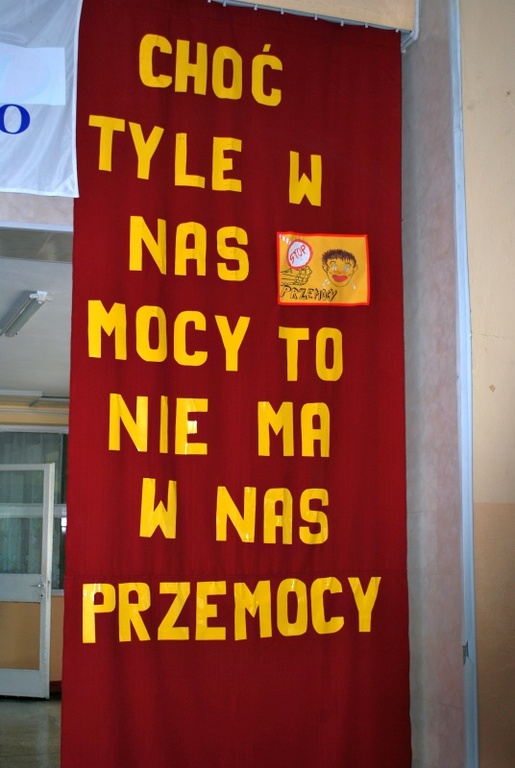 O
CHOĆ
TYLE W
NAS
STOP
PRZEMOCY
MOCY TO
NIE MA
W NAS
PRZEMOCY